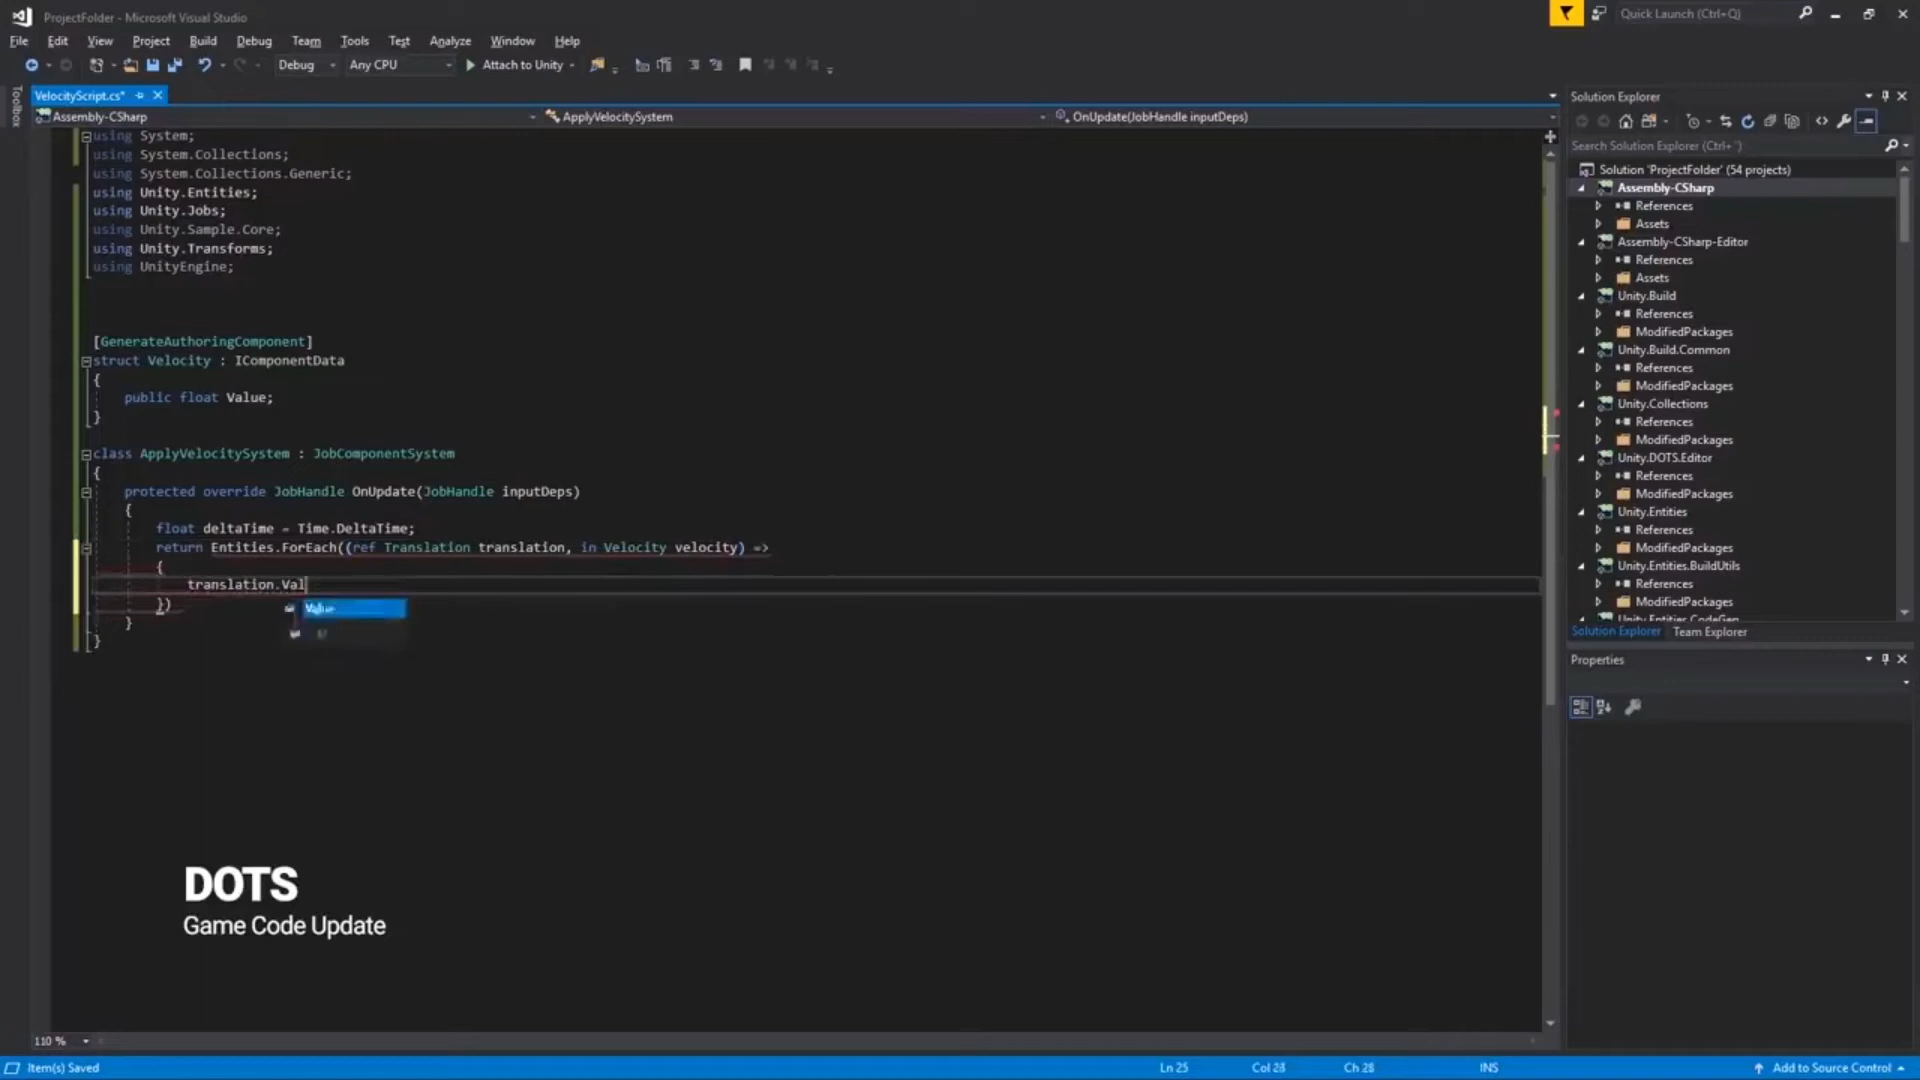 ProjectFolder - Microsoft Visual Studio
Quick Launch (Ctrl+Q)
File Edit View Project Build Debug Team Tools Test Analyze Window Help
Debug Any CPU Attach to Unity
Toolbox
VelocityScript.cs*
Assembly-CSharp ApplyVelocitySystem OnUpdate(JobHandle inputDeps)
using System;
using System.Collections;
using System.Collections.Generic;
using Unity.Entities;
using Unity.Jobs;
using Unity.Sample.Core;
using Unity.Transforms;
using UnityEngine;
[GenerateAuthoringComponent]
struct Velocity : IComponentData
{
public float Value;
}
class ApplyVelocitySystem : JobComponentSystem
{
protected override JobHandle OnUpdate(JobHandle inputDeps)
{
float deltaTime = Time.DeltaTime;
return Entities.ForEach((ref Translation translation, in Velocity velocity) =>
{
translation.Val
Value
})
}
}
DOTS
Game Code Update
110 %
Solution Explorer
Search Solution Explorer (Ctrl+')
Solution 'ProjectFolder' (54 projects)
Assembly-CSharp
References
Assets
Assembly-CSharp-Editor
References
Assets
Unity.Build
References
ModifiedPackages
Unity.Build.Common
References
ModifiedPackages
Unity.Collections
References
ModifiedPackages
Unity.DOTS.Editor
References
ModifiedPackages
Unity.Entities
References
ModifiedPackages
Unity.Entities.BuildUtils
References
ModifiedPackages
Unity.Entities.CodeGen
Solution Explorer Team Explorer
Properties
Item(s) Saved Ln 25 Col 28 Ch 28 INS Add to Source Control